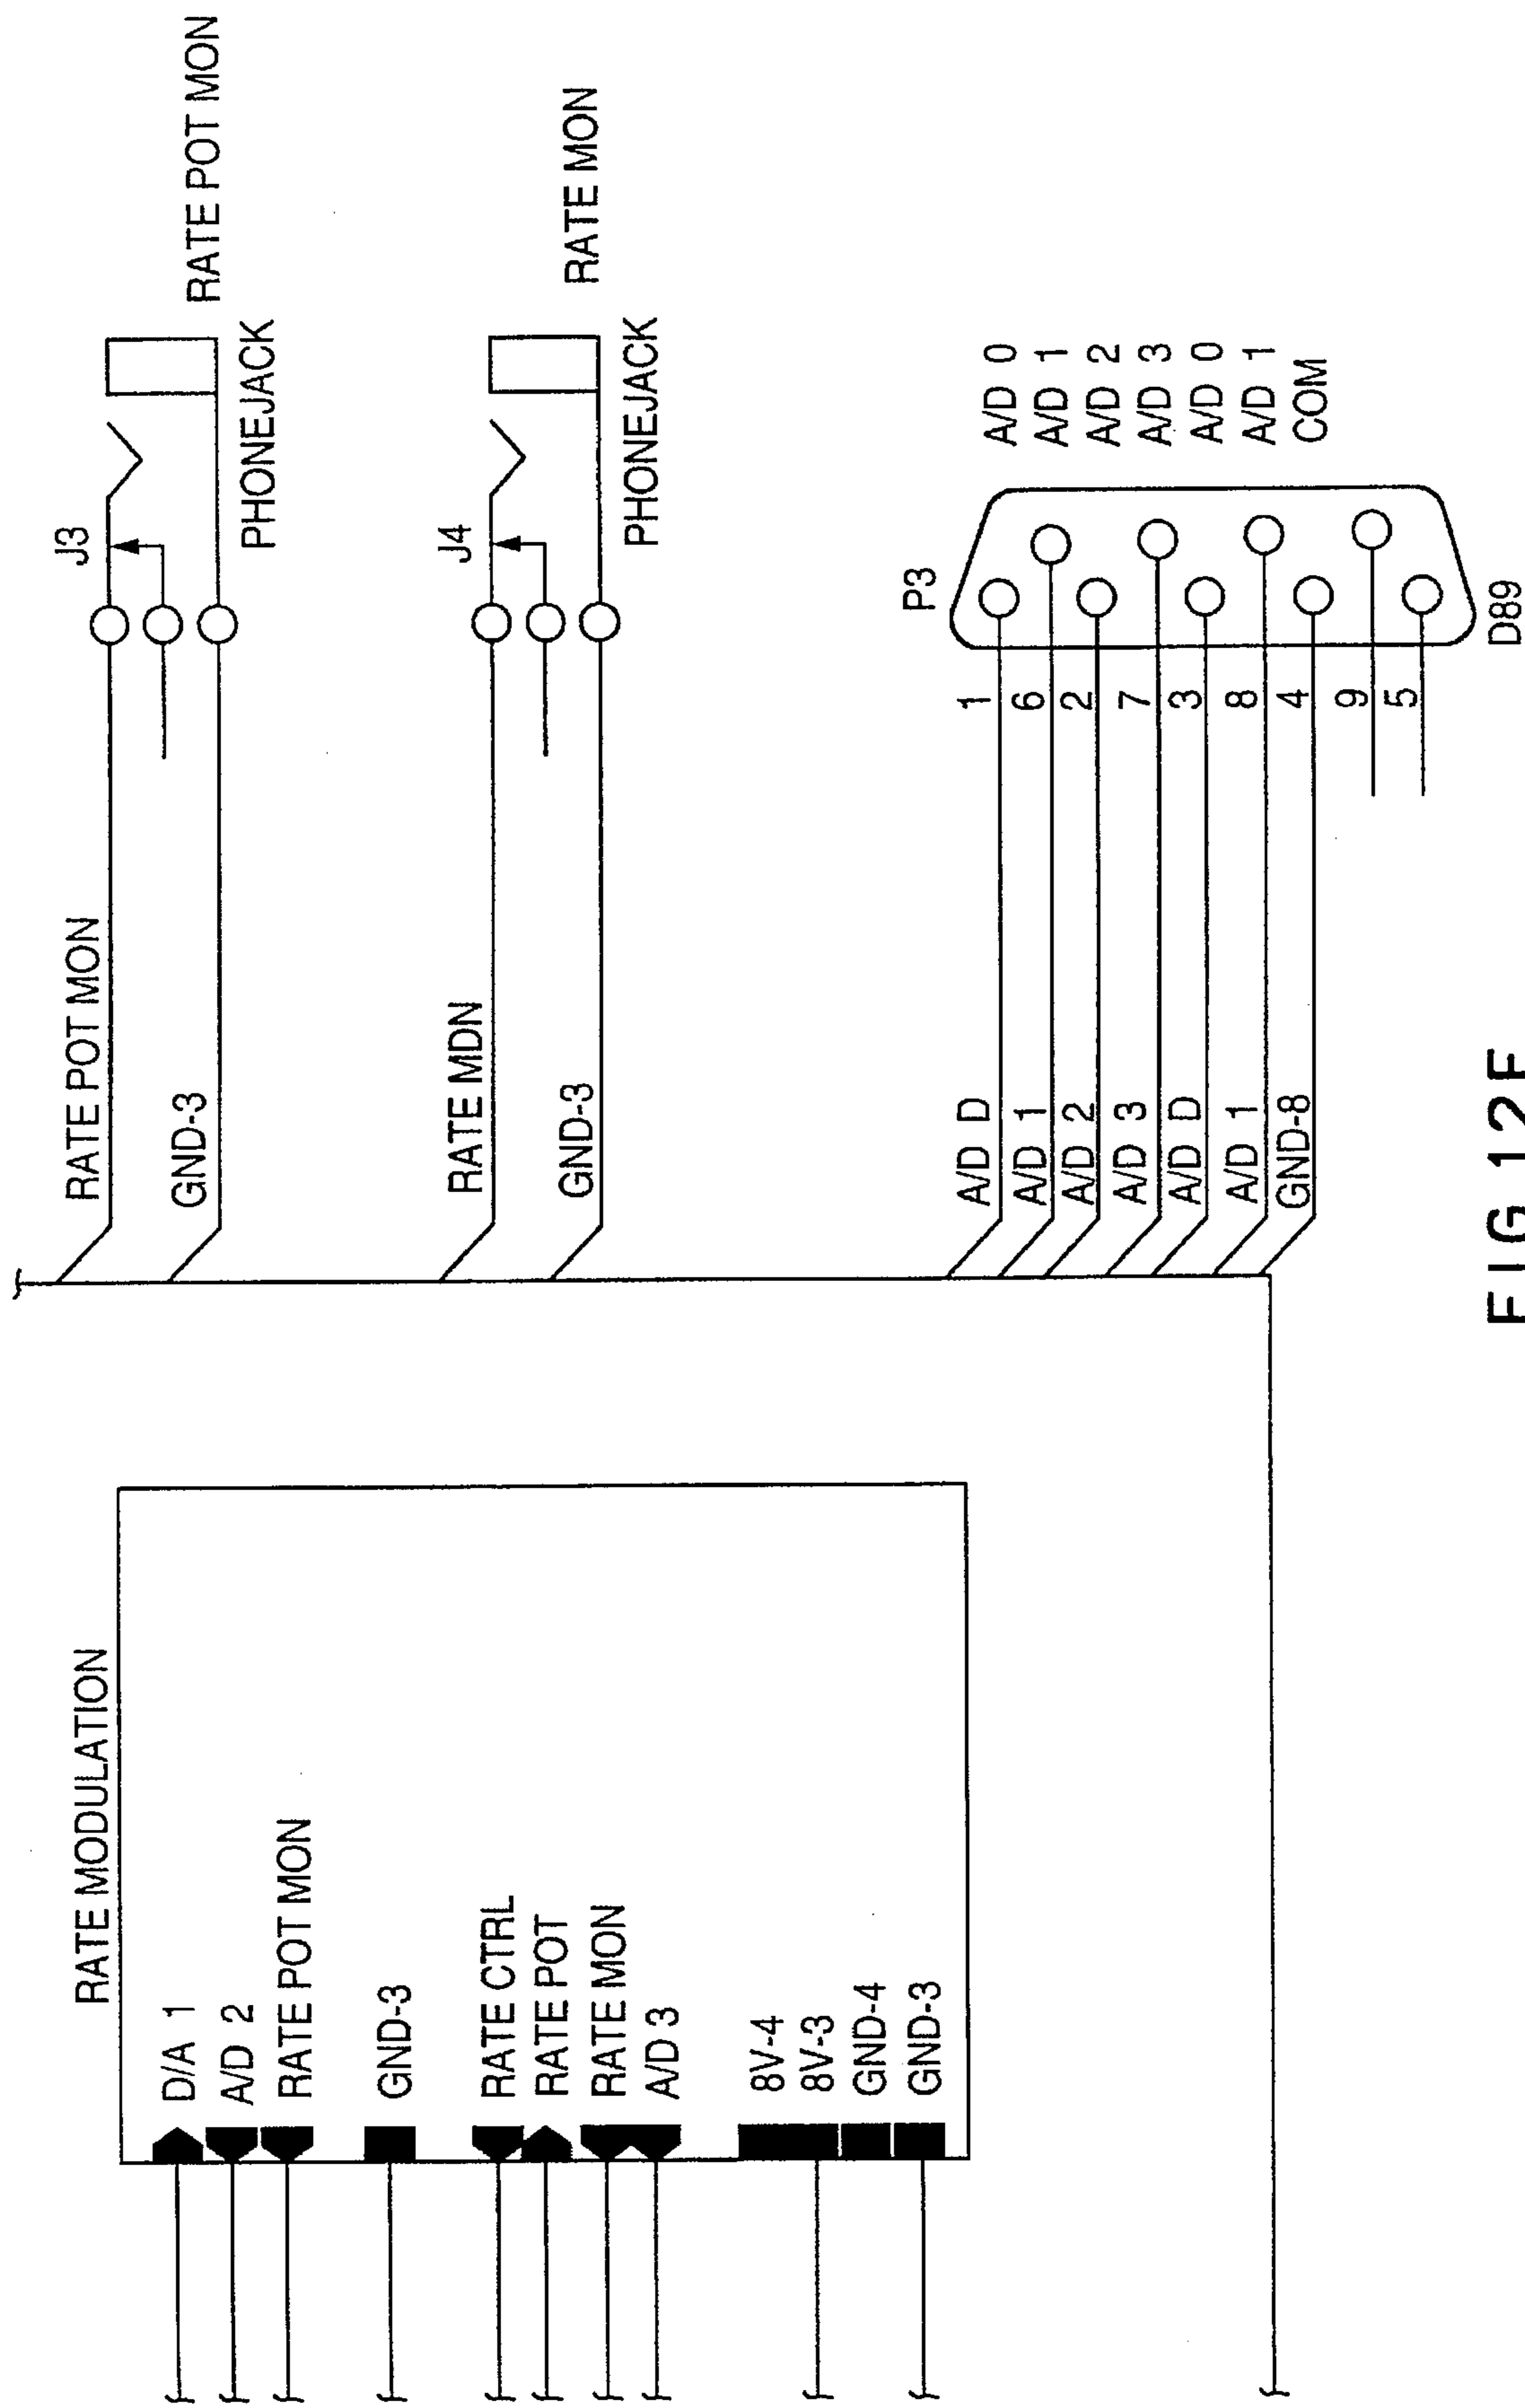 RATE MODULATION
D/A 1
A/D 2
RATE POT MON
GND-3
RATE CTRL
RATE POT
RATE MON
A/D 3
8V-4
8V-3
GND-4
GND-3
RATE POT MON
GND-3
J3
PHONEJACK
RATE POT MON
RATE MDN
GND-3
J4
PHONEJACK
RATE MON
P3
A/D D 1 A/D 0
A/D 1 6 A/D 1
A/D 2 2 A/D 2
A/D 3 7 A/D 3
A/D D 3 A/D 0
A/D 1 8 A/D 1
GND-8 4 COM
9
5
D89